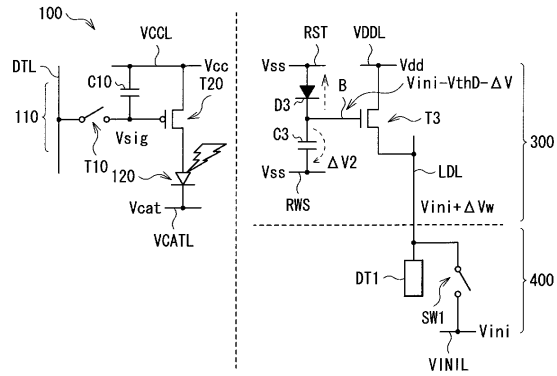 100
VCCL
DTL
Vcc
C10
T20
110
Vsig
T10
120
Vcat
VCATL
RST
VDDL
Vss
Vdd
B
Vini-VthD-ΔV
D3
T3
C3
ΔV2
300
Vss
LDL
RWS
Vini+ΔVw
DT1
400
SW1
Vini
VINIL